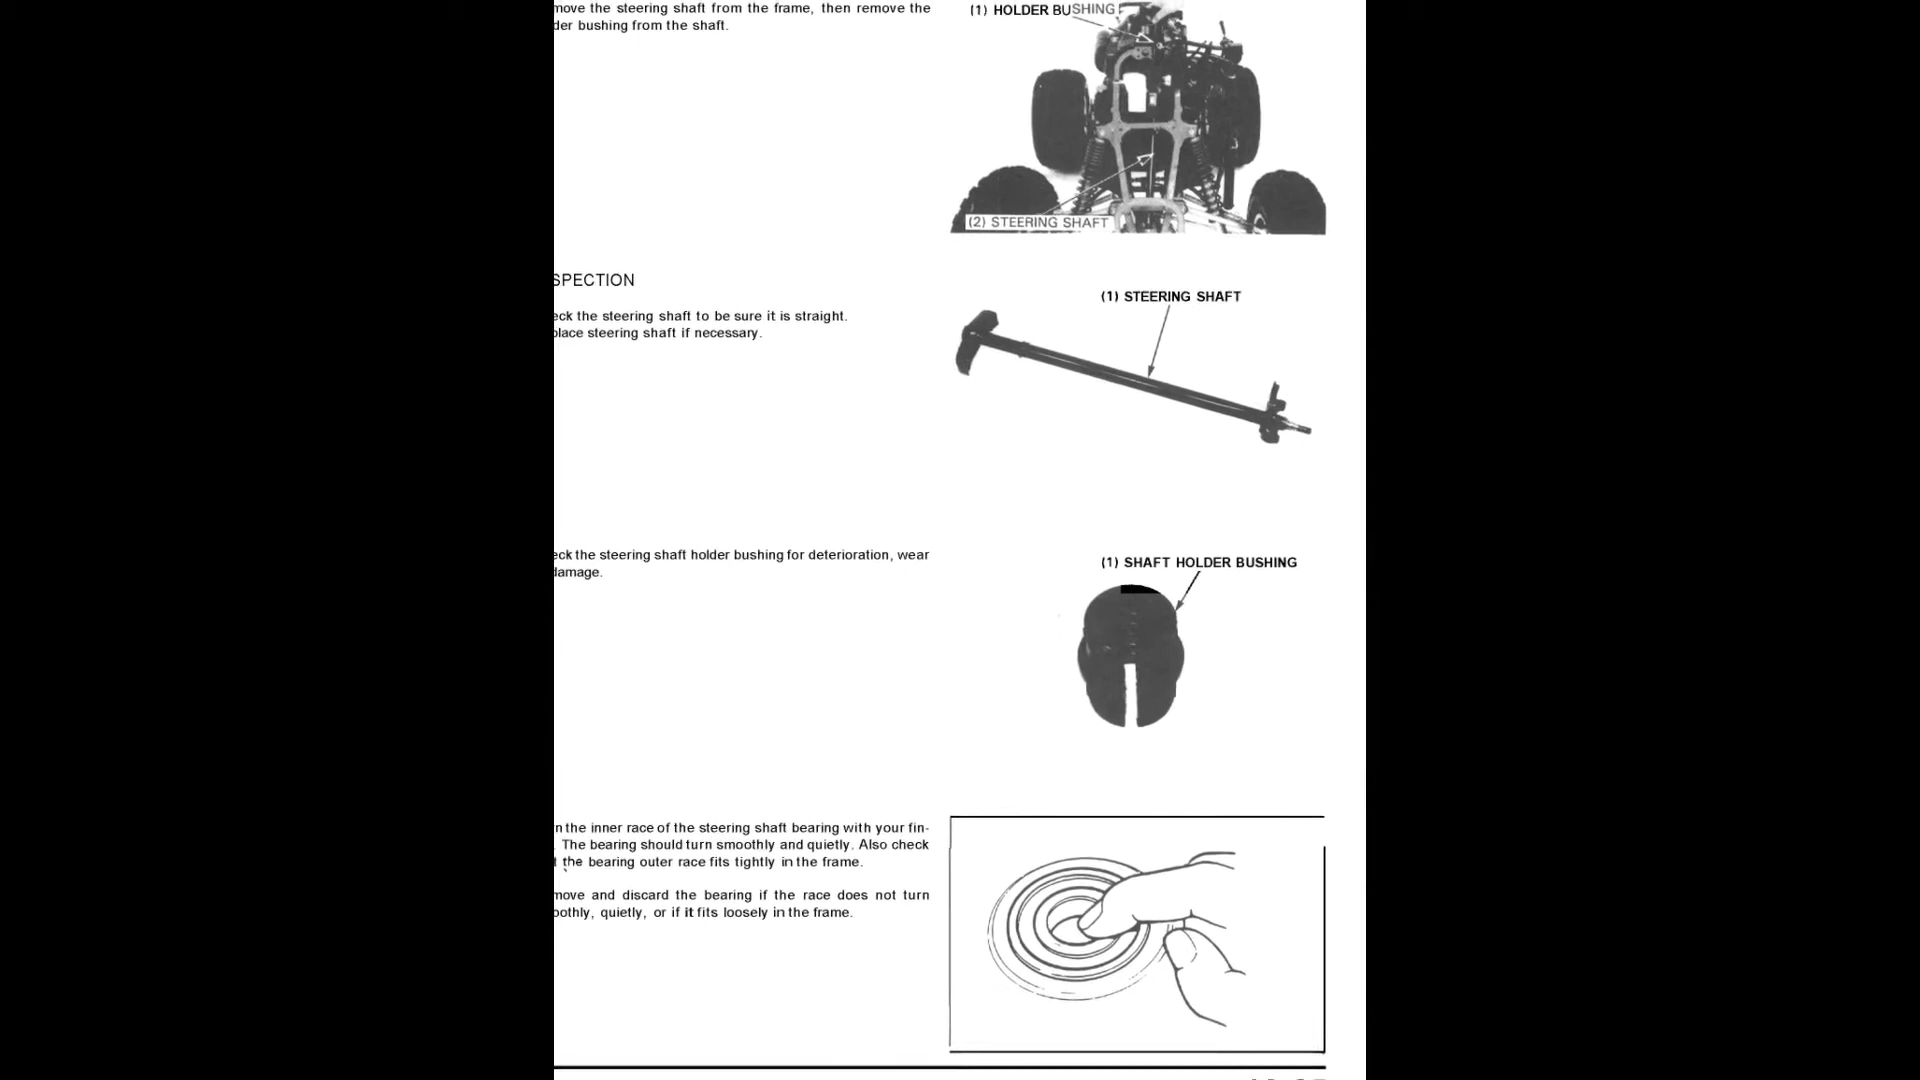 move the steering shaft from the frame, then remove the
der bushing from the shaft.
(1) HOLDER BUSHING
(2) STEERING SHAFT
SPECTION
eck the steering shaft to be sure it is straight.
place steering shaft if necessary.
(1) STEERING SHAFT
eck the steering shaft holder bushing for deterioration, wear
damage.
(1) SHAFT HOLDER BUSHING
n the inner race of the steering shaft bearing with your fin-
. The bearing should turn smoothly and quietly. Also check
t the bearing outer race fits tightly in the frame.
move and discard the bearing if the race does not turn
oothly, quietly, or if it fits loosely in the frame.